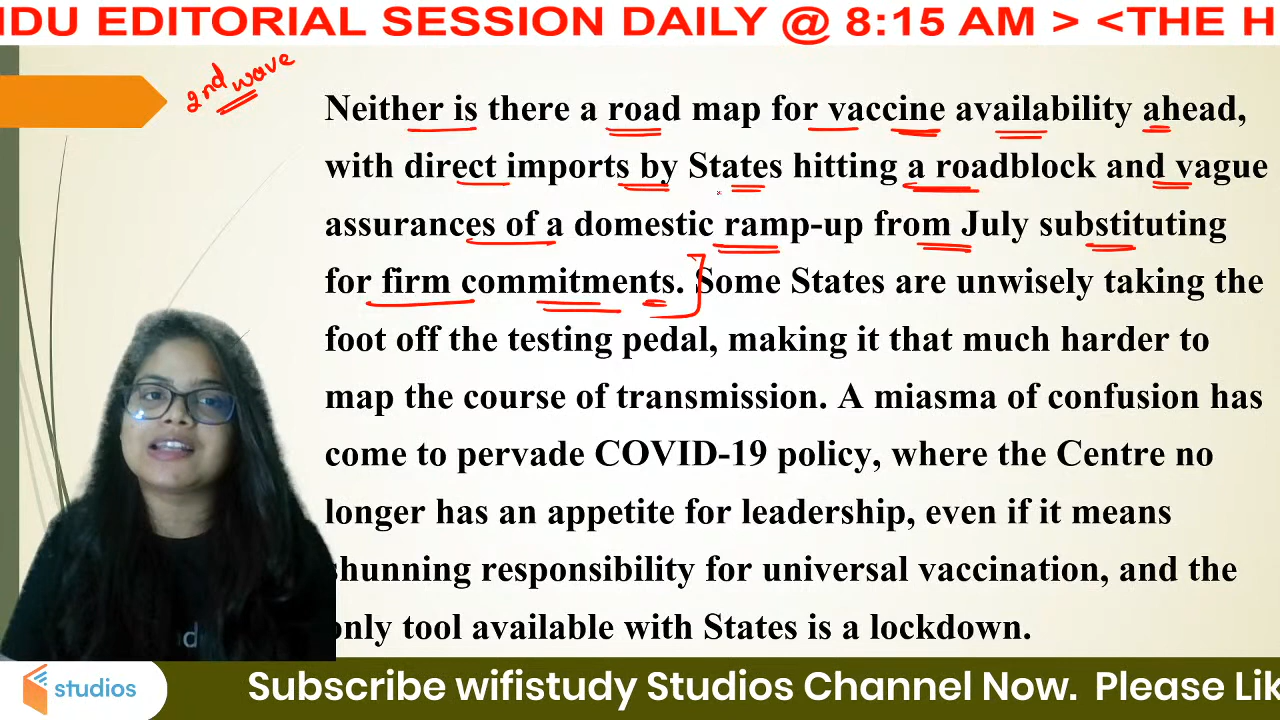 NDU EDITORIAL SESSION DAILY @ 8:15 AM > <THE H
2nd wave
Neither is there a road map for vaccine availability ahead,
with direct imports by States hitting a roadblock and vague
assurances of a domestic ramp-up from July substituting
for firm commitments. Some States are unwisely taking the
foot off the testing pedal, making it that much harder to
map the course of transmission. A miasma of confusion has
come to pervade COVID-19 policy, where the Centre no
longer has an appetite for leadership, even if it means
shunning responsibility for universal vaccination, and the
only tool available with States is a lockdown.
studios
Subscribe wifistudy Studios Channel Now. Please Lik